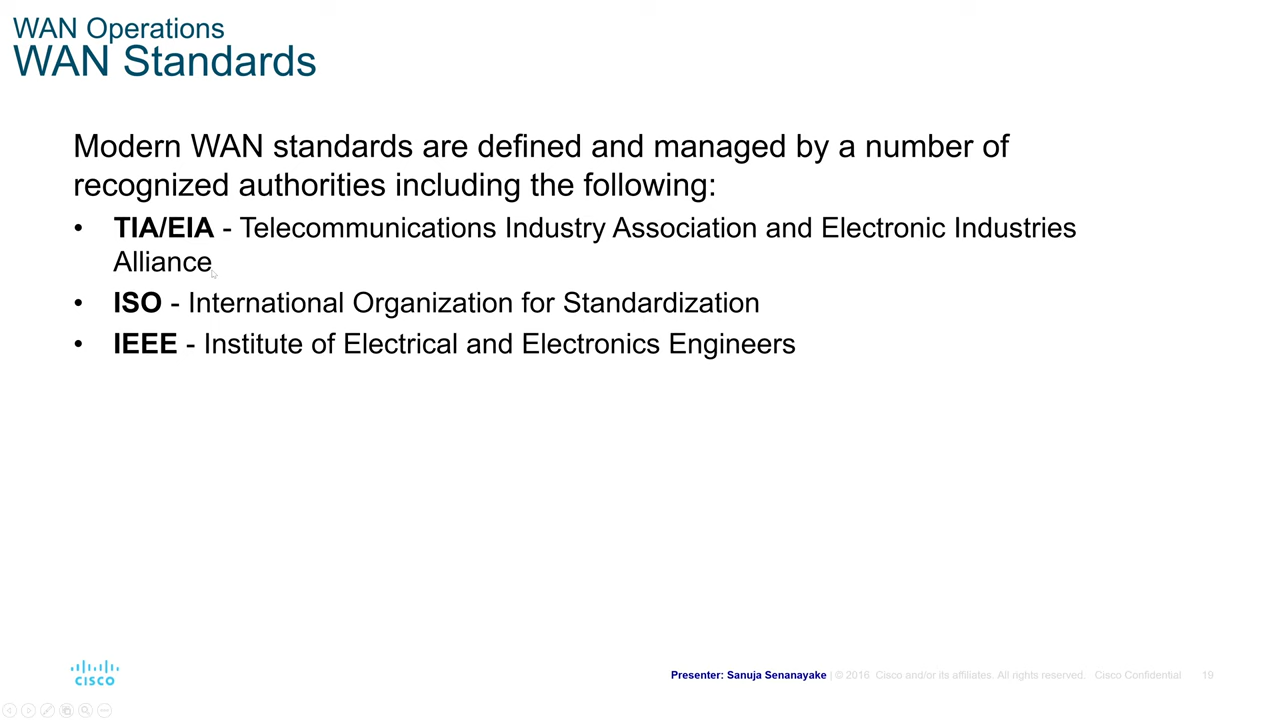 WAN Operations
WAN Standards
Modern WAN standards are defined and managed by a number of
recognized authorities including the following:
• TIA/EIA - Telecommunications Industry Association and Electronic Industries
Alliance
• ISO - International Organization for Standardization
• IEEE - Institute of Electrical and Electronics Engineers
CISCO
Presenter: Sanuja Senanayake | © 2016 Cisco and/or its affiliates. All rights reserved. Cisco Confidential 19